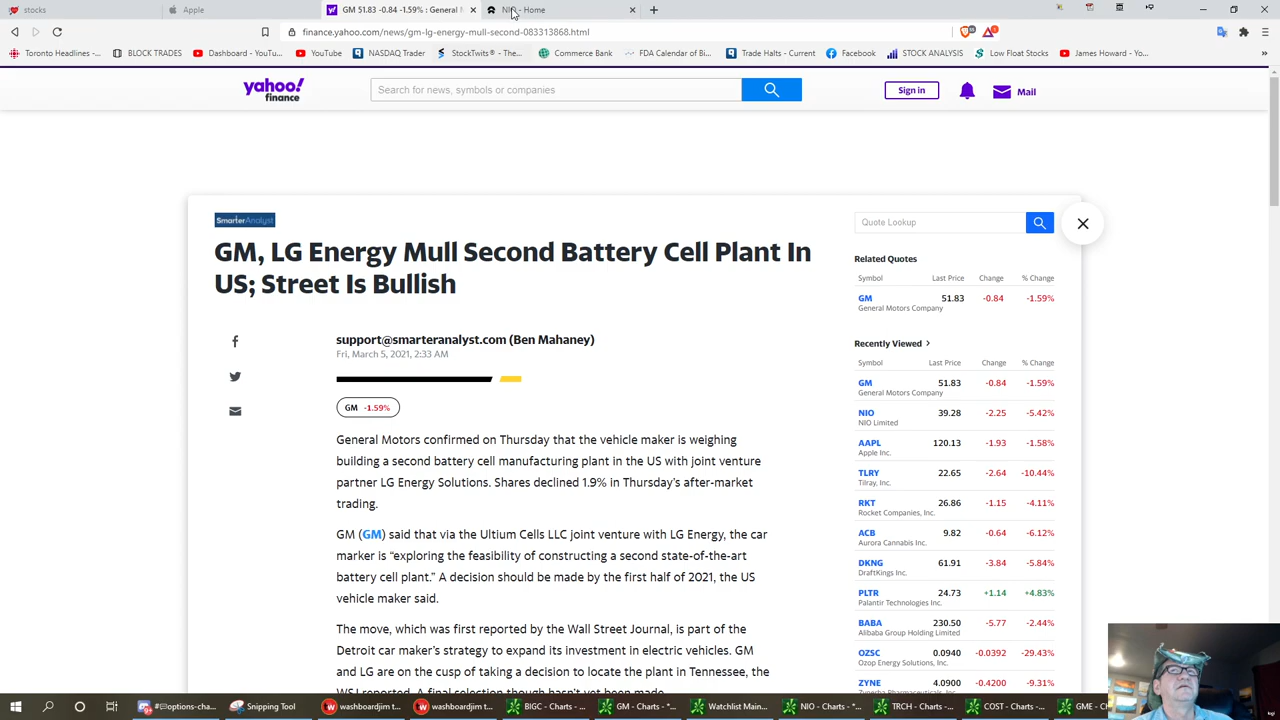 stocks
Apple
GM 51.83 -0.84 -1.59% : General M
NIO - Home
finance.yahoo.com/news/gm-lg-energy-mull-second-083313868.html
Toronto Headlines...
BLOCK TRADES
Dashboard - YouTube
YouTube
NASDAQ Trader
StockTwits® - The...
Commerce Bank
FDA Calendar of Bi...
Trade Halts - Current
Facebook
STOCK ANALYSIS
Low Float Stocks
James Howard - Yo...
yahoo!
finance
Search for news, symbols or companies
Sign in
Mail
SmarterAnalyst
GM, LG Energy Mull Second Battery Cell Plant In
US; Street Is Bullish
support@smarteranalyst.com (Ben Mahaney)
Fri, March 5, 2021, 2:33 AM
GM -1.59%
General Motors confirmed on Thursday that the vehicle maker is weighing
building a second battery cell manufacturing plant in the US with joint venture
partner LG Energy Solutions. Shares declined 1.9% in Thursday's after-market
trading.
GM (GM) said that via the Ultium Cells LLC joint venture with LG Energy, the car
marker is “exploring the feasibility of constructing a second state-of-the-art
battery cell plant.” A decision should be made by the first half of 2021, the US
vehicle maker said.
The move, which was first reported by the Wall Street Journal, is part of the
Detroit car maker's strategy to expand its investment in electric vehicles. GM
and LG are on the cusp of taking a decision to locate the plant in Tennessee, the
WSJ reported. A final selection though hasn't yet been made.
Quote Lookup
Related Quotes
Symbol Last Price Change % Change
GM 51.83 -0.84 -1.59%
General Motors Company
Recently Viewed
Symbol Last Price Change % Change
GM 51.83 -0.84 -1.59%
General Motors Company
NIO 39.28 -2.25 -5.42%
NIO Limited
AAPL 120.13 -1.93 -1.58%
Apple Inc.
TLRY 22.65 -2.64 -10.44%
Tilray, Inc.
RKT 26.86 -1.15 -4.11%
Rocket Companies, Inc.
ACB 9.82 -0.64 -6.12%
Aurora Cannabis Inc.
DKNG 61.91 -3.84 -5.84%
DraftKings Inc.
PLTR 24.73 +1.14 +4.83%
Palantir Technologies Inc.
BABA 230.50 -5.77 -2.44%
Alibaba Group Holding Limited
OZSC 0.0940 -0.0392 -29.43%
Ozop Energy Solutions, Inc.
ZYNE 4.0900 -0.4200 -9.31%
Zynerba Pharmaceuticals, Inc.
#⚾options-cha...
Snipping Tool
washboardjim t...
washboardjim t...
BIGC - Charts - "...
GM - Charts - "...
Watchlist Main...
NIO - Charts - "...
TRCH - Charts -...
COST - Charts -...
GME - Charts -